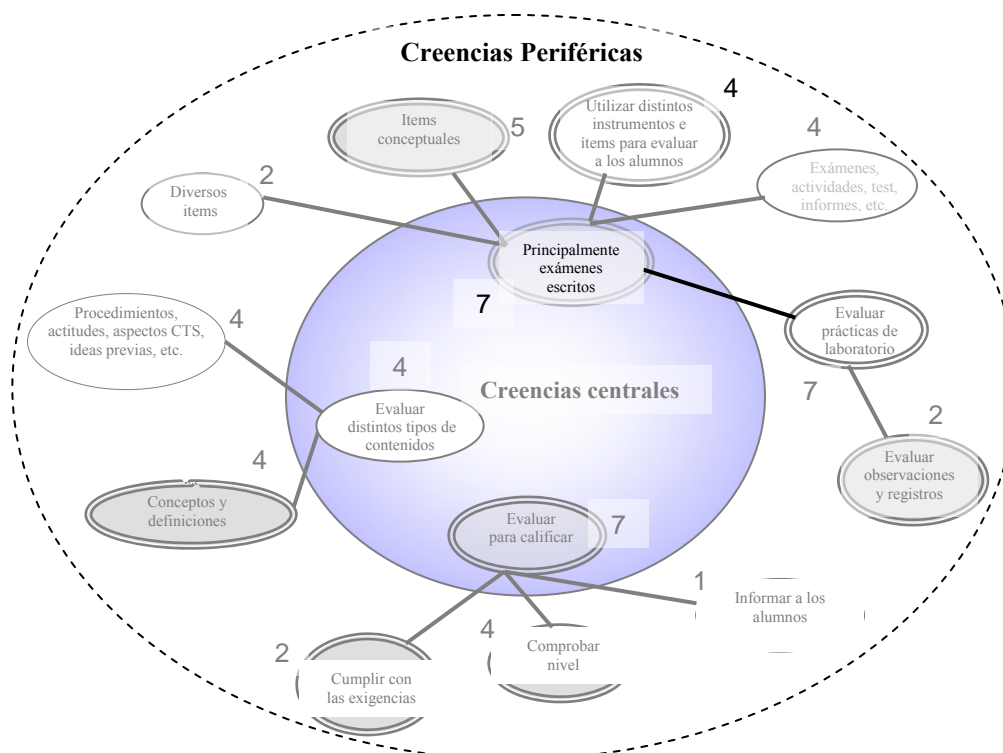 Creencias Periféricas
Items
conceptuales
5
Utilizar distintos
instrumentos e
ítems para evaluar
a los alumnos
4
4
Exámenes,
actividades, test,
informes, etc.
Diversos
items
2
Principalmente
exámenes
escritos
7
Procedimientos,
actitudes, aspectos CTS,
ideas previas, etc.
4
Evaluar
prácticas de
laboratorio
7
4
Creencias centrales
Evaluar
distintos tipos de
contenidos
2
Evaluar
observaciones
y registros
4
Conceptos y
definiciones
Evaluar
para calificar
7
1
Informar a los
alumnos
2
Cumplir con
las exigencias
4
Comprobar
nivel